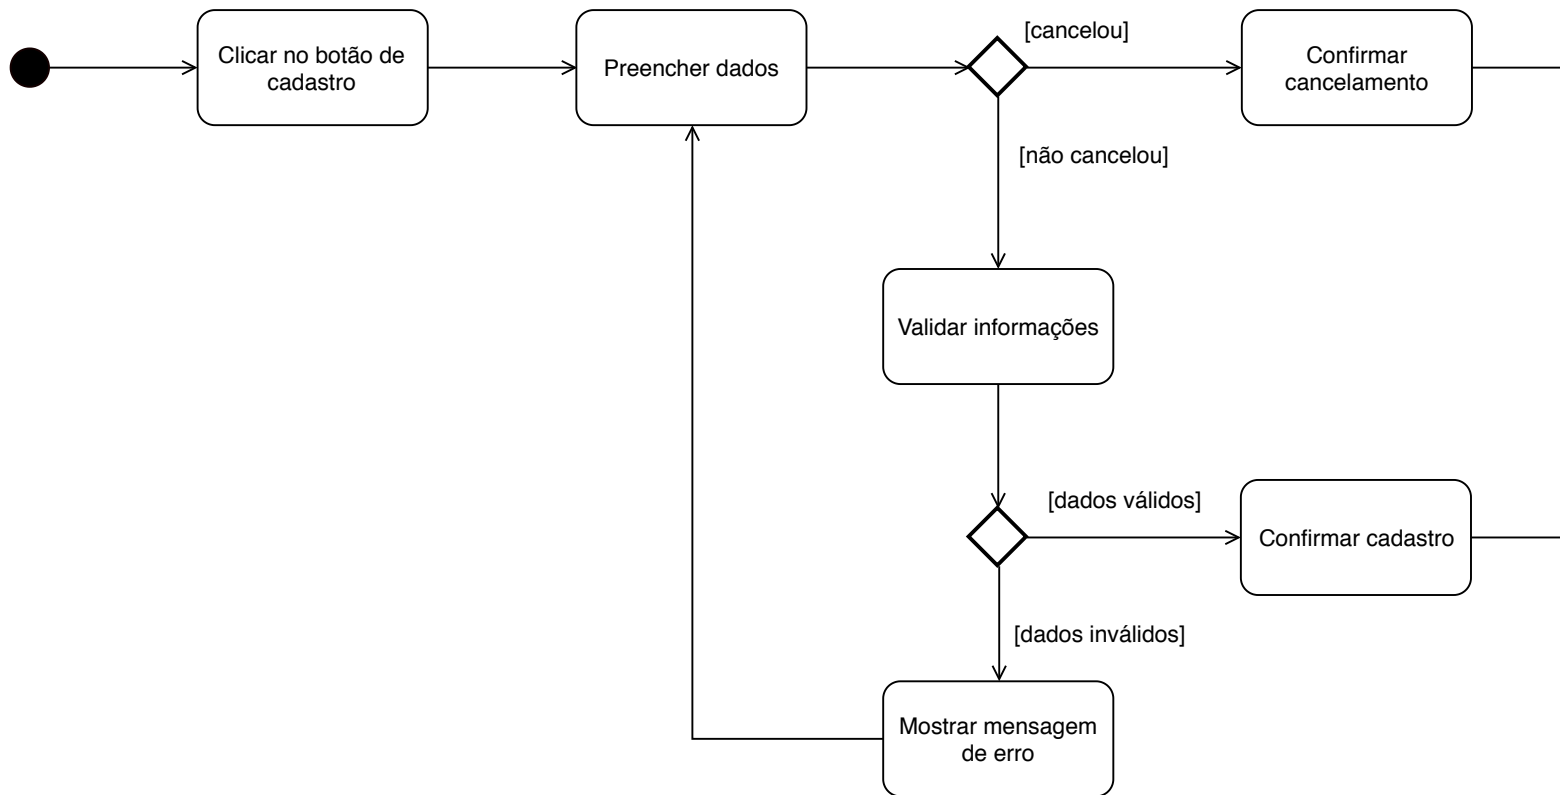 Clicar no botão de
cadastro
Preencher dados
[cancelou]
Confirmar
cancelamento
[não cancelou]
Validar informações
[dados válidos]
Confirmar cadastro
[dados inválidos]
Mostrar mensagem
de erro